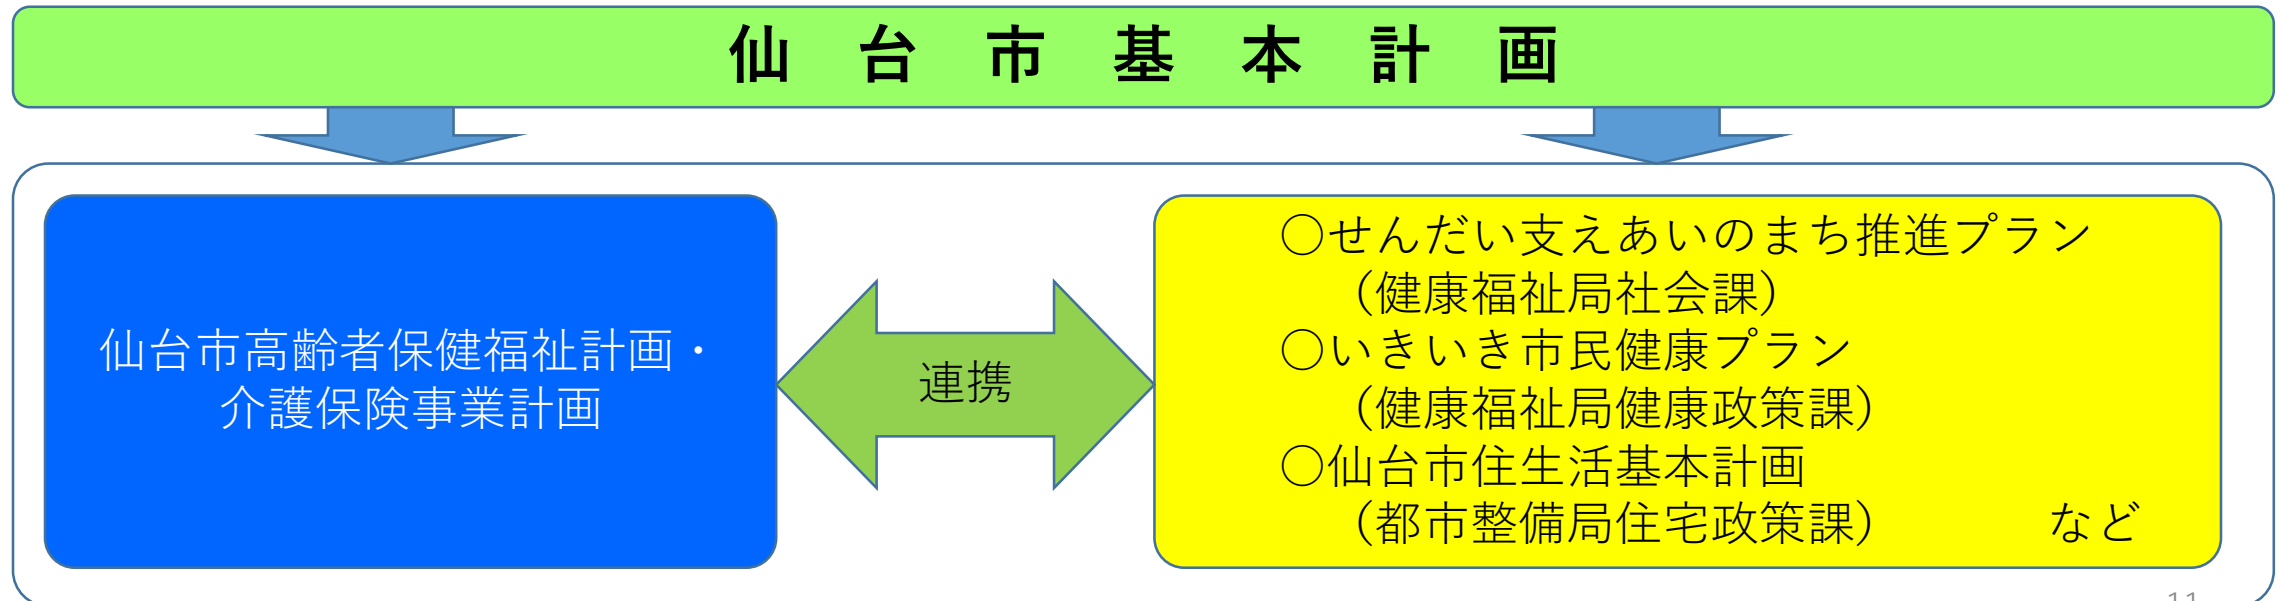 仙　台　市　基　本　計　画
仙台市高齢者保健福祉計画・
介護保険事業計画
連携
○せんだい支えあいのまち推進プラン
（健康福祉局社会課）
○いきいき市民健康プラン
（健康福祉局健康政策課）
○仙台市住生活基本計画
（都市整備局住宅政策課）　　　など
11